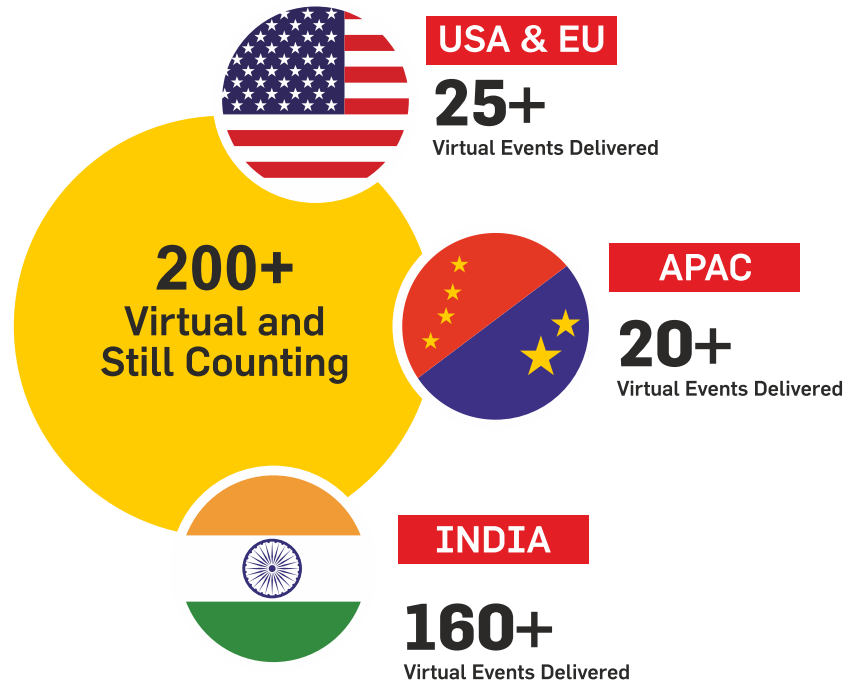 USA & EU
25+
Virtual Events Delivered
200+
Virtual and
Still Counting
APAC
20+
Virtual Events Delivered
INDIA
160+
Virtual Events Delivered